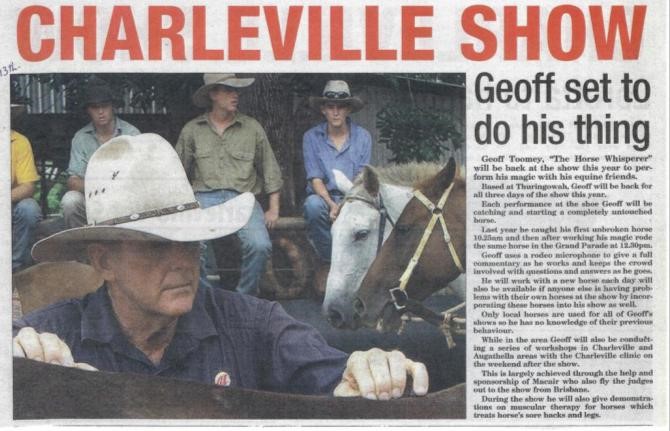 CHARLEVILLE SHOW
Geoff set to
do his thing
Geoff Toomey, "The Horse Whisperer"
will be back at the show this year to per-
form his magic with his equine friends.
Based at Thuringowah, Geoff will be back for
all three days of the show this year.
Each performance at the shoe Geoff will be
catching and starting a completely untouched
horse.
Last year he caught his first unbroken horse
10.25am and then after working his magic rode
the same horse in the Grand Parade at 12.30pm.
Geoff uses a rodeo microphone to give a full
commentary as he works and keeps the crowd
involved with questions and answers as he goes.
He will work with a new horse each day will
also be available if anyone else is having prob-
lems with their own horses at the show by incor-
porating these horses into his show as well.
Only local horses are used for all of Geoff's
shows so he has no knowledge of their previous
behaviour.
While in the area Geoff will also be conduct-
ing a series of workshops in Charleville and
Augathella areas with the Charleville clinic on
the weekend after the show.
This is largely achieved through the help and
sponsorship of Macair who also fly the judges
out to the show from Brisbane.
During the show he will also give demonstra-
tions on muscular therapy for horses which
treats horse's sore backs and legs.